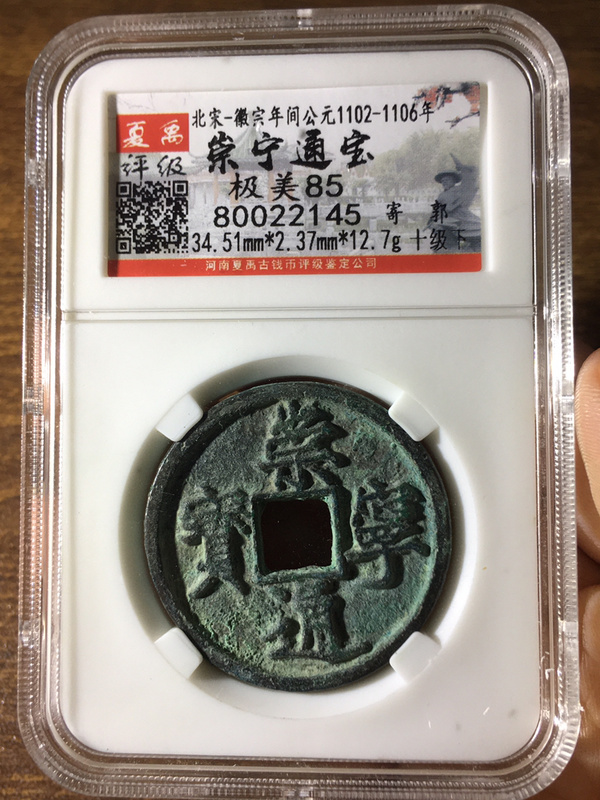 北宋-徽宗年间公元1102-1106年
夏禹
评级
崇宁通宝
极美85
80022145 寄郭
34.51mm*2.37mm*12.7g 十级下
河南夏禹古钱币评级鉴定公司
崇寧通寶